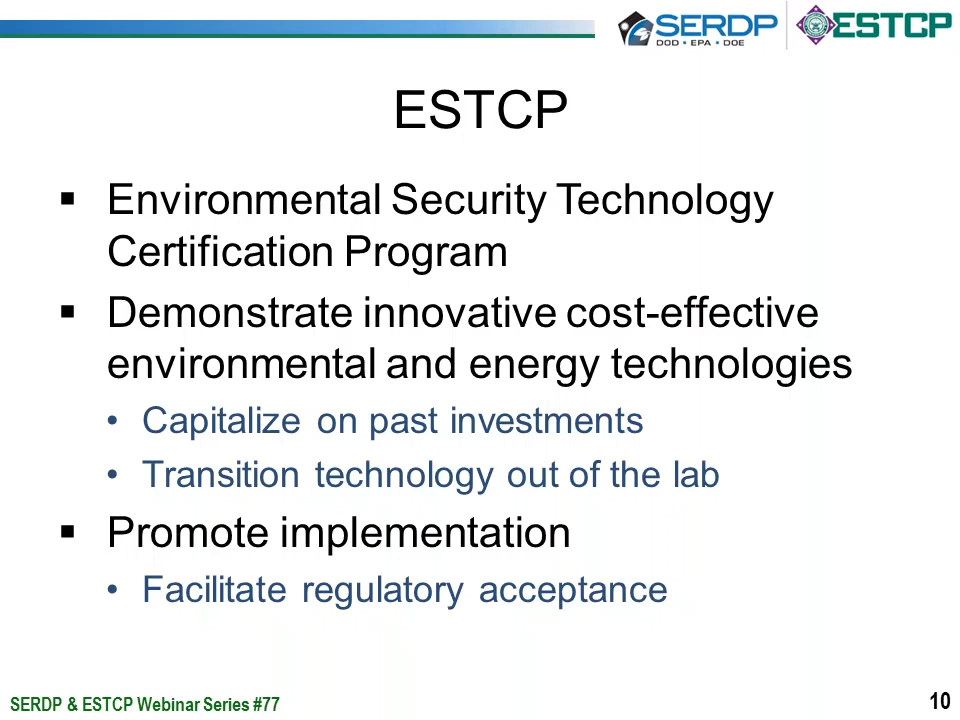 SERDP
DOD • EPA • DOE
ESTCP
ESTCP
▪ Environmental Security Technology
Certification Program
▪ Demonstrate innovative cost-effective
environmental and energy technologies
• Capitalize on past investments
• Transition technology out of the lab
▪ Promote implementation
• Facilitate regulatory acceptance
SERDP & ESTCP Webinar Series #77
10